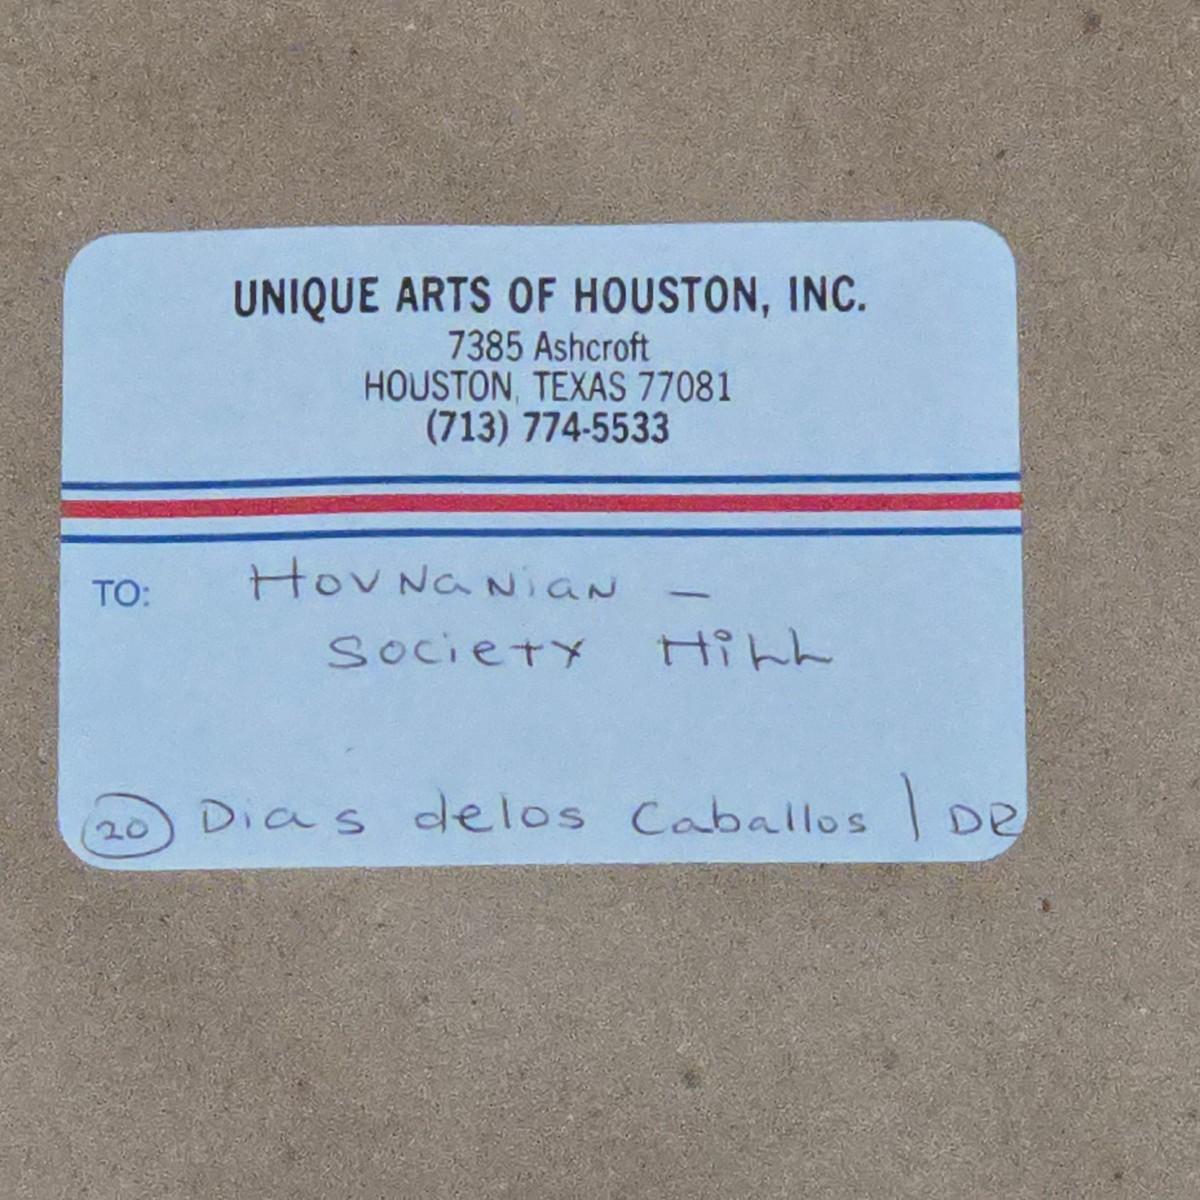 UNIQUE ARTS OF HOUSTON, INC.
7385 Ashcroft
HOUSTON, TEXAS 77081
(713) 774-5533
TO: HOVNaNiaN –
Society Hill
20 Dias delos Caballos | DR